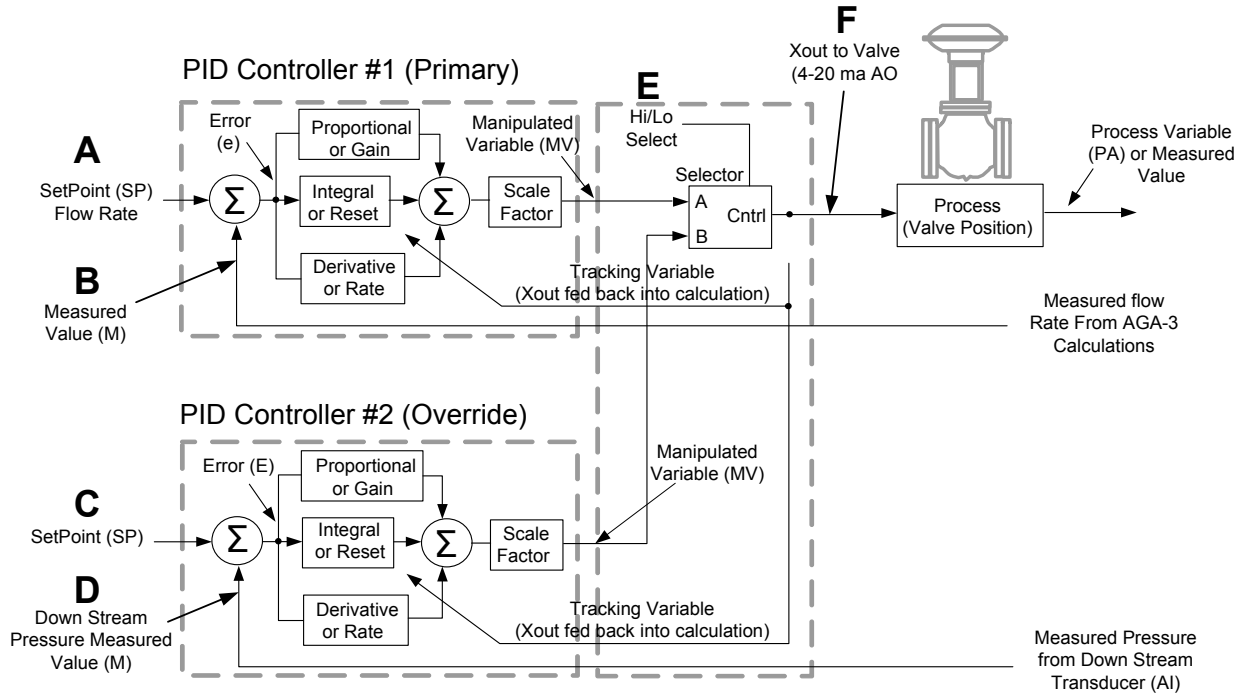 F
Xout to Valve
(4-20 ma AO
PID Controller #1 (Primary)
E
Hi/Lo
Select
Error
(e)
Proportional
or Gain
Manipulated
Variable (MV)
Process Variable
(PA) or Measured
Value
A
SetPoint (SP)
Flow Rate
Σ
Integral
or Reset
Σ
Scale
Factor
Selector
A
B
Cntrl
Process
(Valve Position)
B
Measured
Value (M)
Derivative
or Rate
Tracking Variable
(Xout fed back into calculation)
Measured flow
Rate From AGA-3
Calculations
PID Controller #2 (Override)
Error (E)
Proportional
or Gain
Manipulated
Variable (MV)
C
SetPoint (SP)
Σ
Integral
or Reset
Σ
Scale
Factor
D
Down Stream
Pressure Measured
Value (M)
Derivative
or Rate
Tracking Variable
(Xout fed back into calculation)
Measured Pressure
from Down Stream
Transducer (AI)